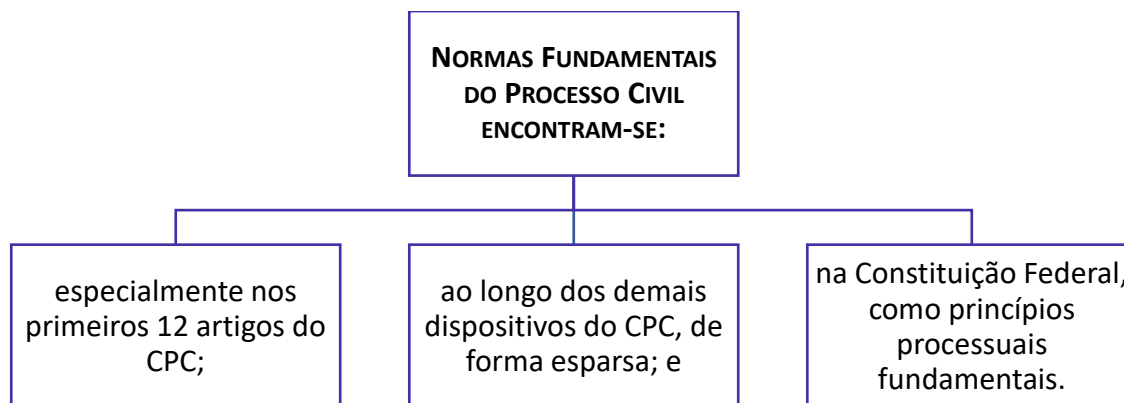 NORMAS FUNDAMENTAIS
DO PROCESSO CIVIL
ENCONTRAM-SE:
especialmente nos
primeiros 12 artigos do
CPC;
ao longo dos demais
dispositivos do CPC, de
forma esparsa; e
na Constituição Federal,
como princípios
processuais
fundamentais.